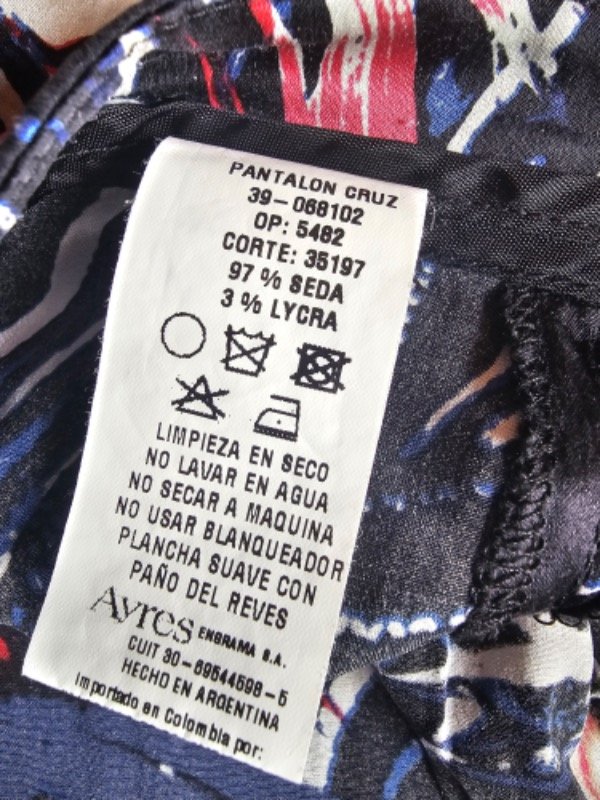 PANTALON CRUZ
39-068102
OP: 5462
CORTE: 35197
97 % SEDA
3 % LYCRA
LIMPIEZA EN SECO
NO LAVAR EN AGUA
NO SECAR A MAQUINA
NO USAR BLANQUEADOR
PLANCHA SUAVE CON
PAÑO DEL REVES
Ayres ENGRAMA S.A.
CUIT 30-69544598-5
HECHO EN ARGENTINA
Importado en Colombia por: